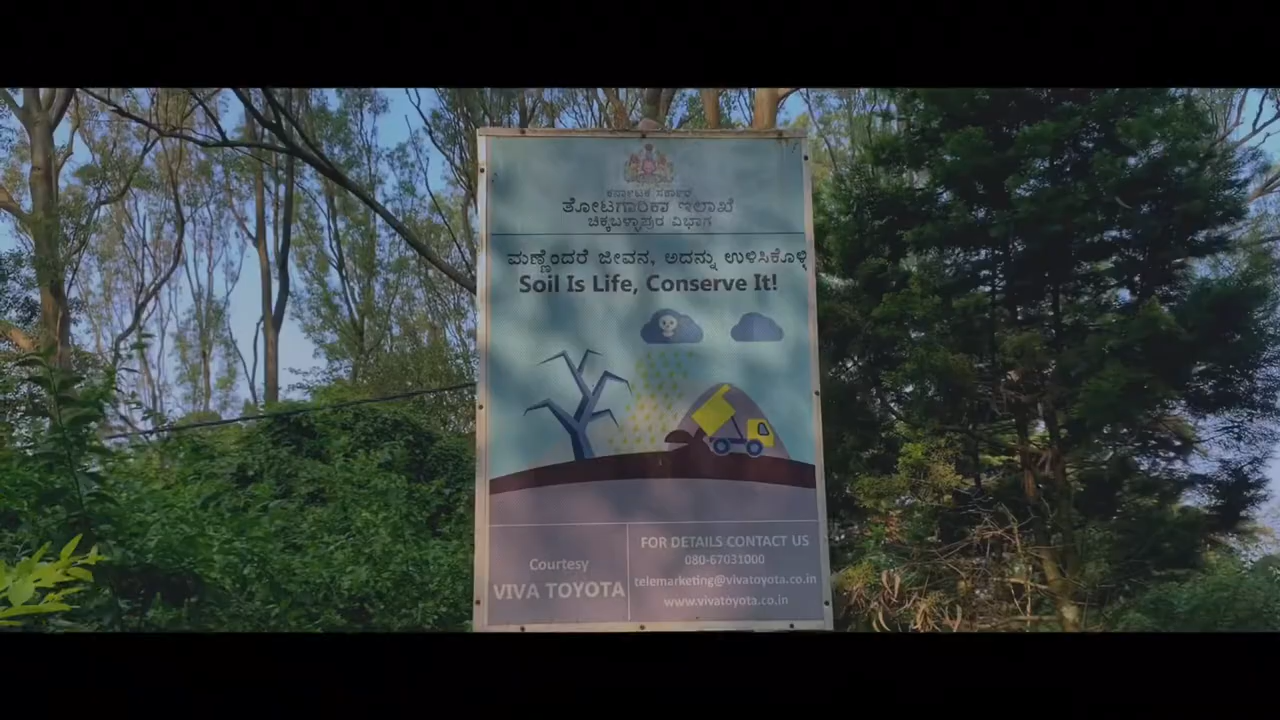 ಕರ್ನಾಟಕ ಸರ್ಕಾರ
ತೋಟಗಾರಿಕಾ ಇಲಾಖೆ
ಚಿಕ್ಕಬಳ್ಳಾಪುರ ವಿಭಾಗ
ಮಣ್ಣೆಂದರೆ ಜೀವನ, ಅದನ್ನು ಉಳಿಸಿಕೊಳ್ಳಿ
Soil Is Life, Conserve It!
Courtesy
VIVA TOYOTA
FOR DETAILS CONTACT US
080-67031000
telemarketing@vivatoyota.co.in
www.vivatoyota.co.in